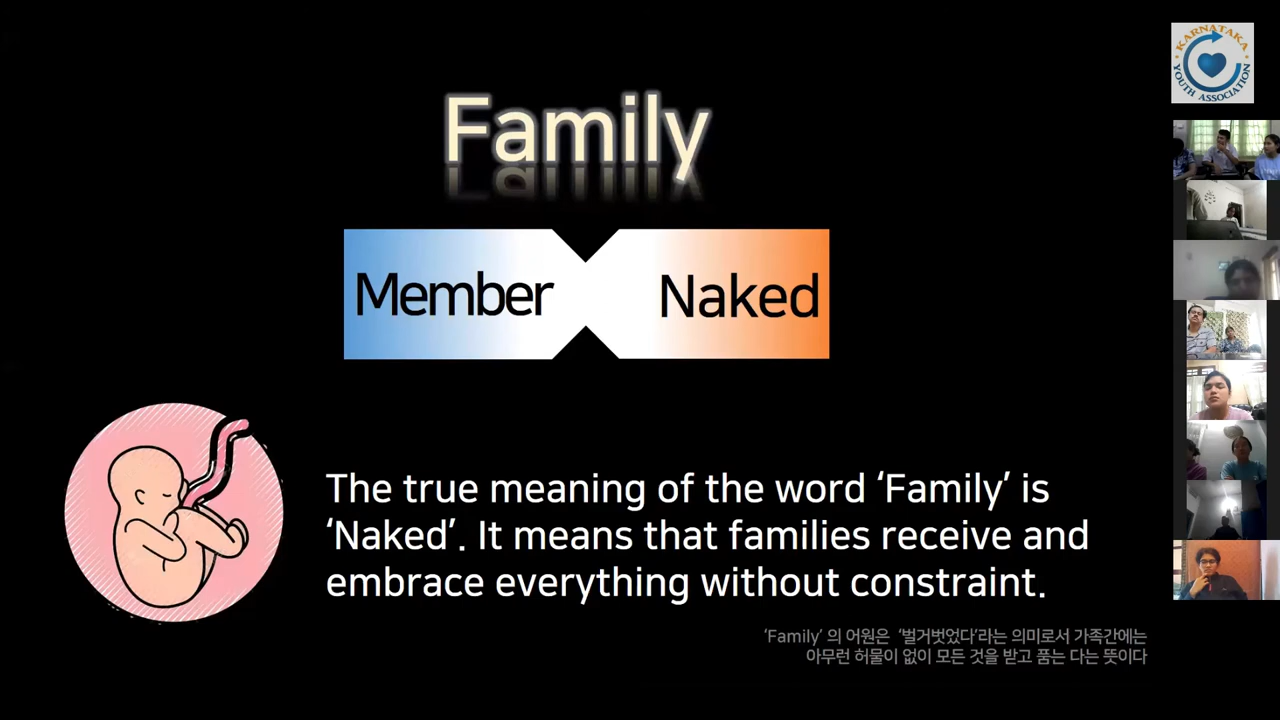 KARNATAKA
YOUTH ASSOCIATION
Family
Member Naked
The true meaning of the word ‘Family’ is
‘Naked’. It means that families receive and
embrace everything without constraint.
‘Family’ 의 어원은 ‘벌거벗었다’라는 의미로서 가족간에는
아무런 허물이 없이 모든 것을 받고 품는 다는 뜻이다